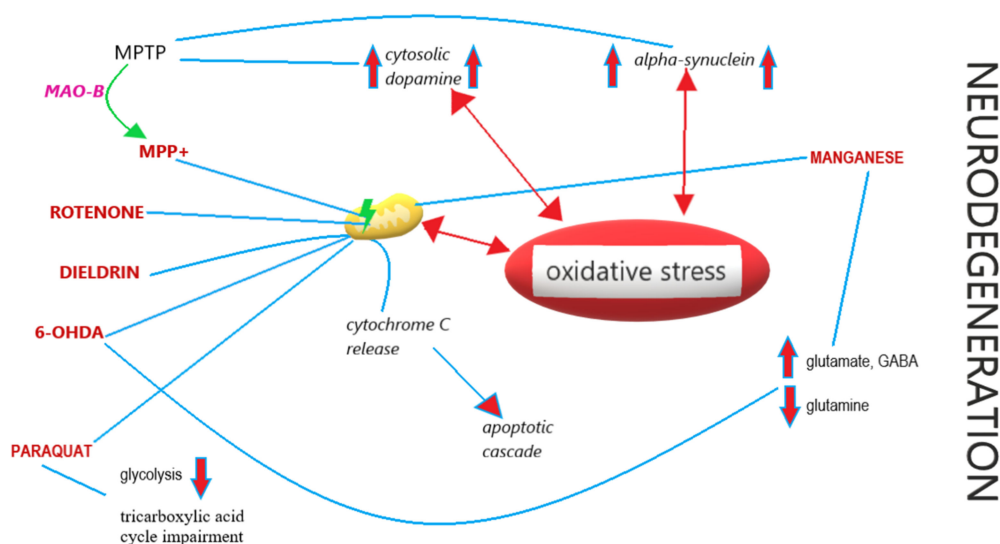 MPTP
cytosolic
dopamine
alpha-synuclein
MAO-B
MPP+
MANGANESE
ROTENONE
DIELDRIN
oxidative stress
6-OHDA
cytochrome C
release
glutamate, GABA
glutamine
apoptotic
cascade
PARAQUAT
glycolysis
tricarboxylic acid
cycle impairment
NEURODEGENERATION